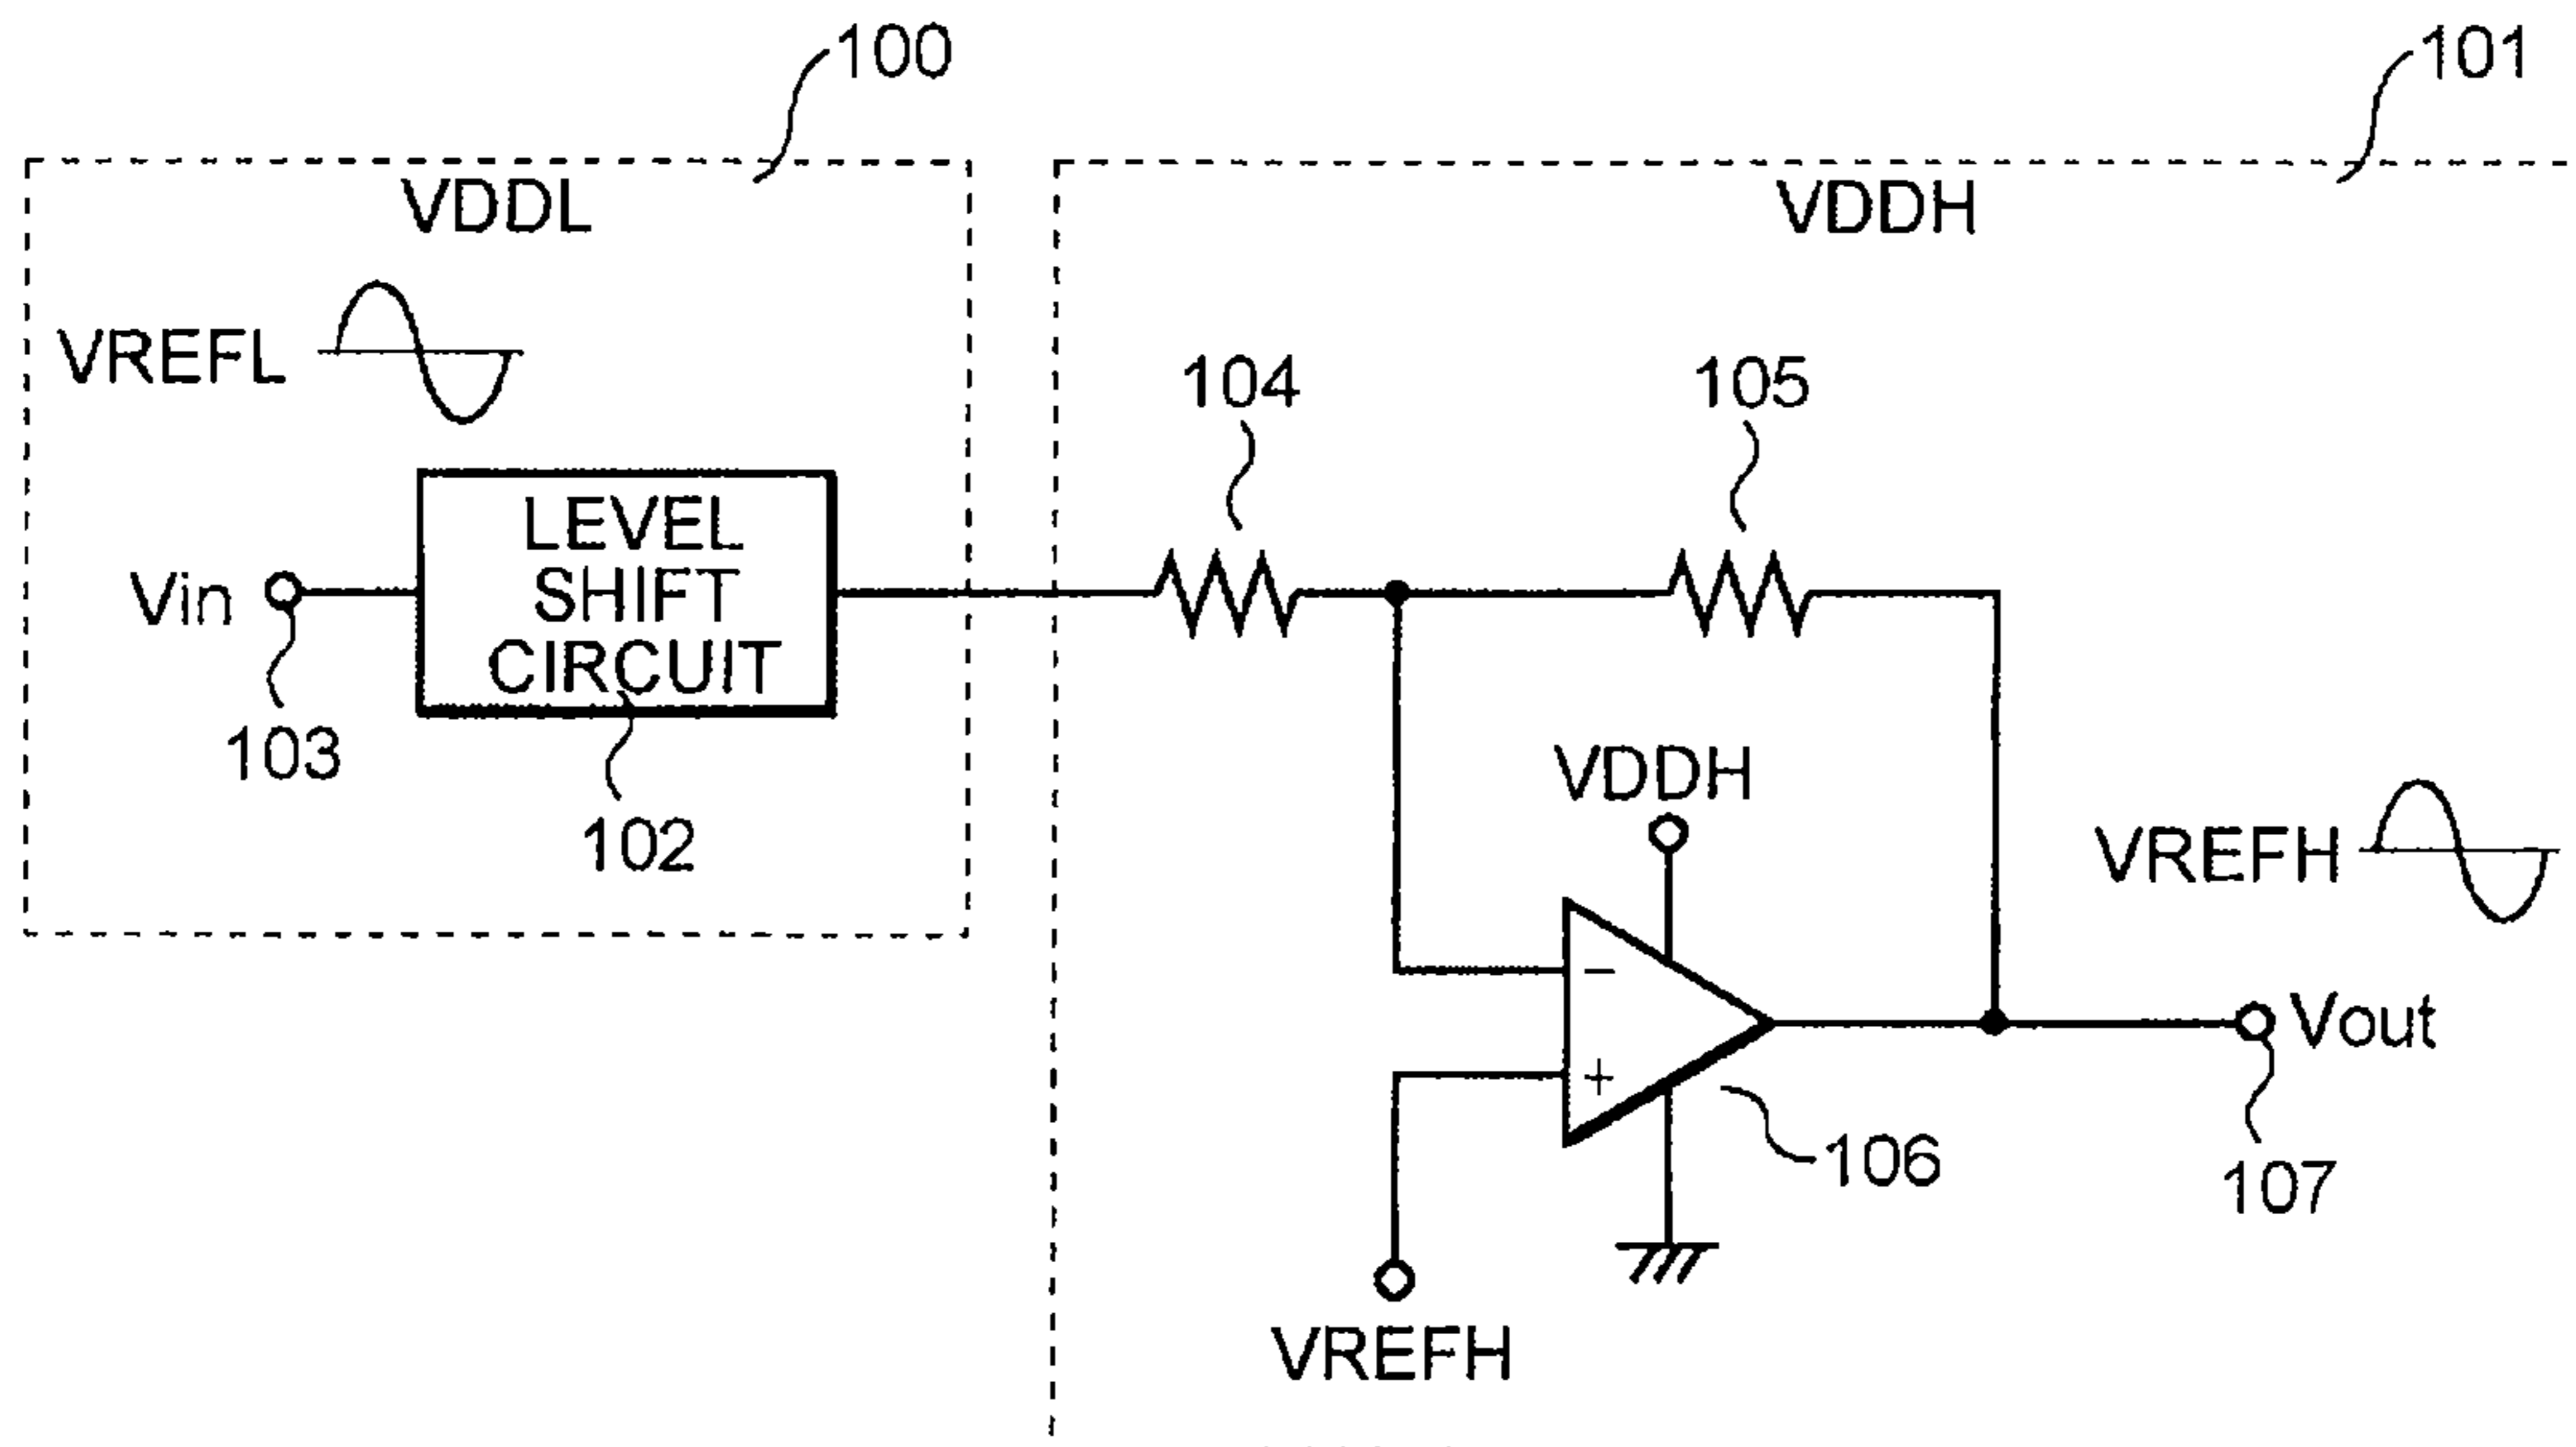 100
101
VDDL
VDDH
VREFL
104
105
LEVEL
SHIFT
CIRCUIT
Vin
103
102
VDDH
VREFH
−
+
Vout
106
107
VREFH